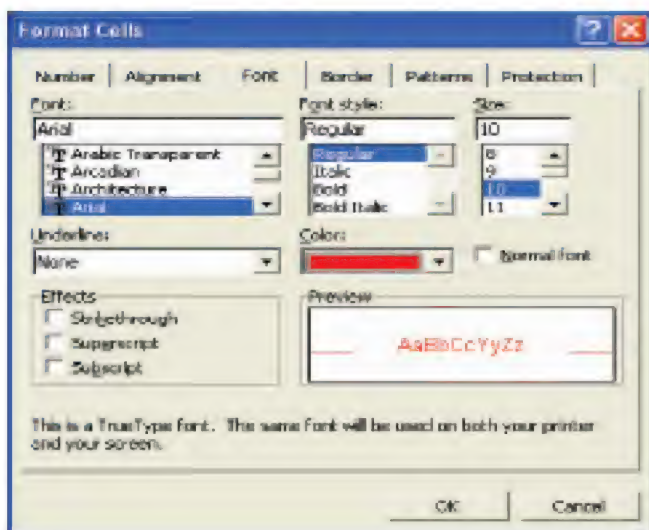 Format Cells
Number Alignment Font Border Patterns Protection
Font: Font style: Size:
Arial Regular 10
Arabic Transparent Regular 8
Arcadian Italic 9
Architecture Bold 10
Arial Bold Italic 11
Underline: Color:
None Normal font
Effects Preview
Strikethrough
Superscript AaBbCcYyZz
Subscript
This is a TrueType font. The same font will be used on both your printer
and your screen.
OK Cancel